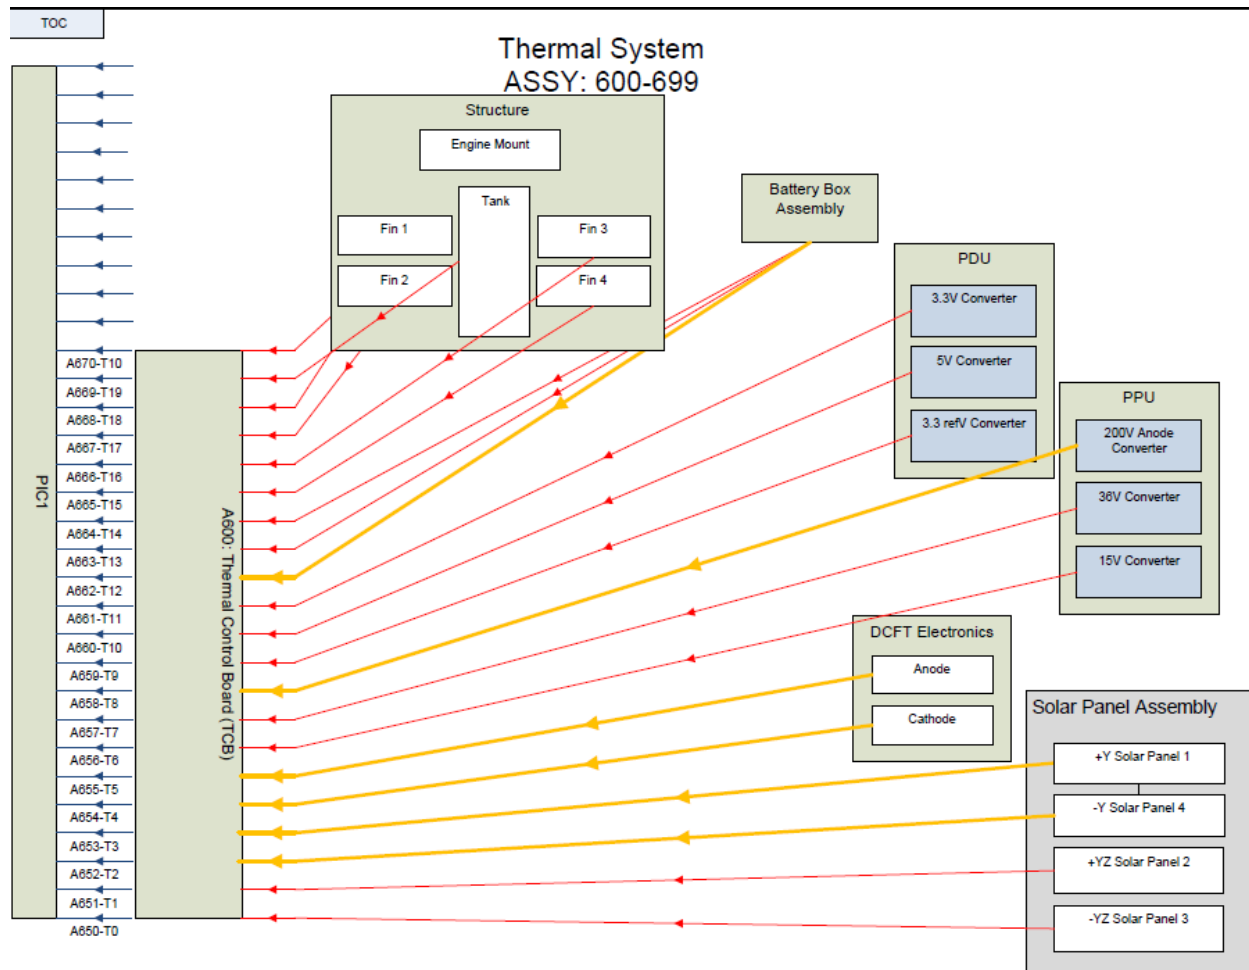 TOC
Thermal System
ASSY: 600-699
Structure
Engine Mount
Tank
Fin 1
Fin 3
Fin 2
Fin 4
Battery Box
Assembly
PDU
3.3V Converter
5V Converter
3.3 refV Converter
PPU
200V Anode
Converter
36V Converter
15V Converter
DCFT Electronics
Anode
Cathode
Solar Panel Assembly
+Y Solar Panel 1
-Y Solar Panel 4
+YZ Solar Panel 2
-YZ Solar Panel 3
PIC1
A600: Thermal Control Board (TCB)
A670-T10
A669-T19
A668-T18
A667-T17
A666-T16
A665-T15
A664-T14
A663-T13
A662-T12
A661-T11
A660-T10
A659-T9
A658-T8
A657-T7
A656-T6
A655-T5
A654-T4
A653-T3
A652-T2
A651-T1
A650-T0